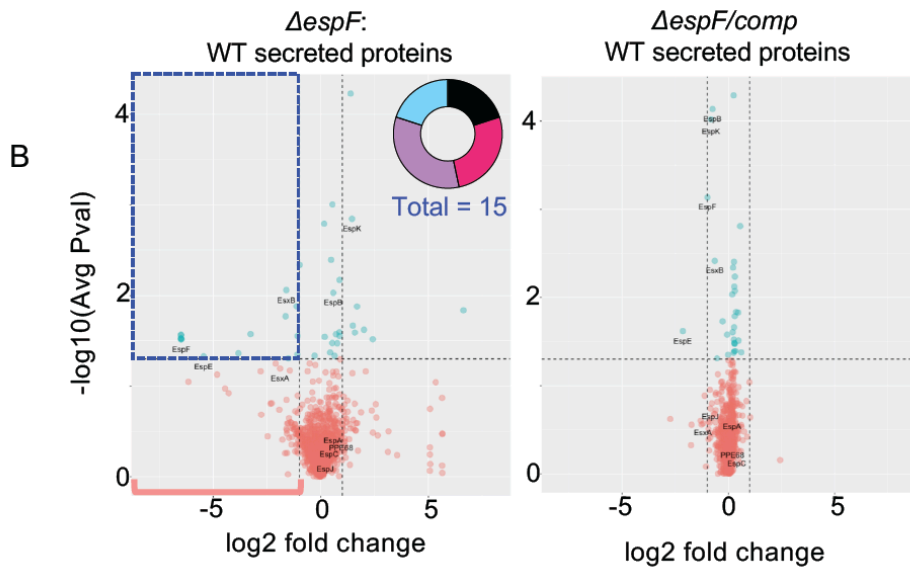 B
ΔespF:
WT secreted proteins
-log10(Avg Pval)
4
2
0
-5
0
5
log2 fold change
Total = 15
EspK
EsxB
EspB
EspF
EspE
EsxA
EspA
PPE68
EspC
EspJ
ΔespF/comp
WT secreted proteins
4
2
0
-5
0
5
log2 fold change
EspB
EspK
EspF
EsxB
EspE
EspJ
EsxA
EspA
PPE68
EspC